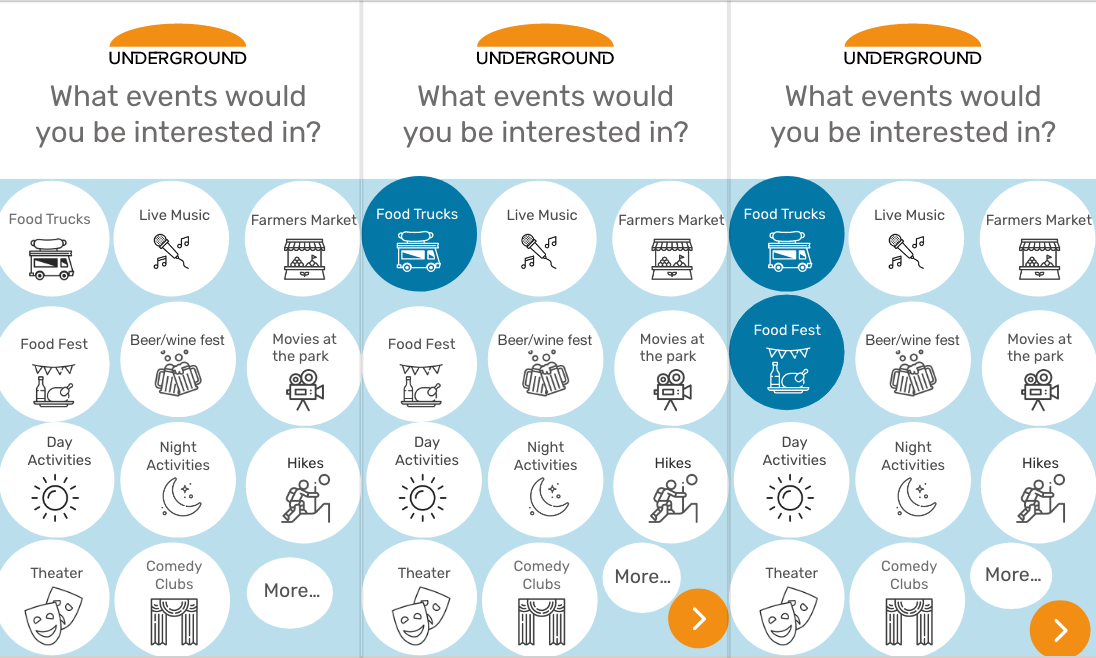 UNDERGROUND
What events would
you be interested in?
Food Trucks
Live Music
Farmers Market
Food Fest
Beer/wine fest
Movies at
the park
Day
Activities
Night
Activities
Hikes
Theater
Comedy
Clubs
More...
UNDERGROUND
What events would
you be interested in?
Food Trucks
Live Music
Farmers Market
Food Fest
Beer/wine fest
Movies at
the park
Day
Activities
Night
Activities
Hikes
Theater
Comedy
Clubs
More...
UNDERGROUND
What events would
you be interested in?
Food Trucks
Live Music
Farmers Market
Food Fest
Beer/wine fest
Movies at
the park
Day
Activities
Night
Activities
Hikes
Theater
Comedy
Clubs
More...